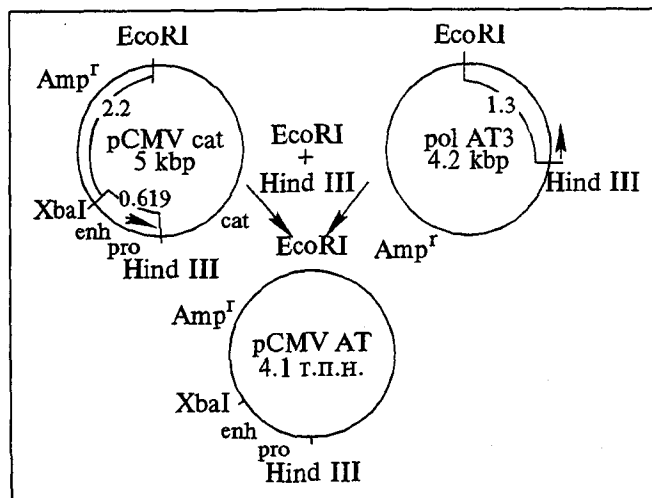 EcoRI
Amp^r
2.2
pCMV cat
5 kbp
XbaI
0.619
enh
pro
Hind III
cat
EcoRI
+
Hind III
EcoRI
1.3
pol AT3
4.2 kbp
Hind III
Amp^r
EcoRI
Amp^r
pCMV AT
4.1 т.п.н.
XbaI
enh
pro
Hind III